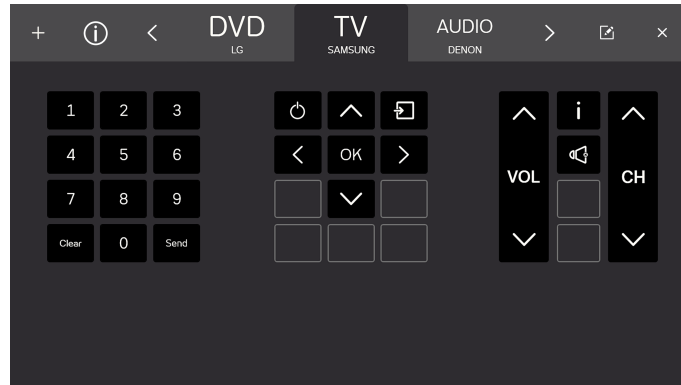 DVD
LG
TV
SAMSUNG
AUDIO
DENON
1 2 3
4 5 6
7 8 9
Clear 0 Send
OK
VOL
i
CH